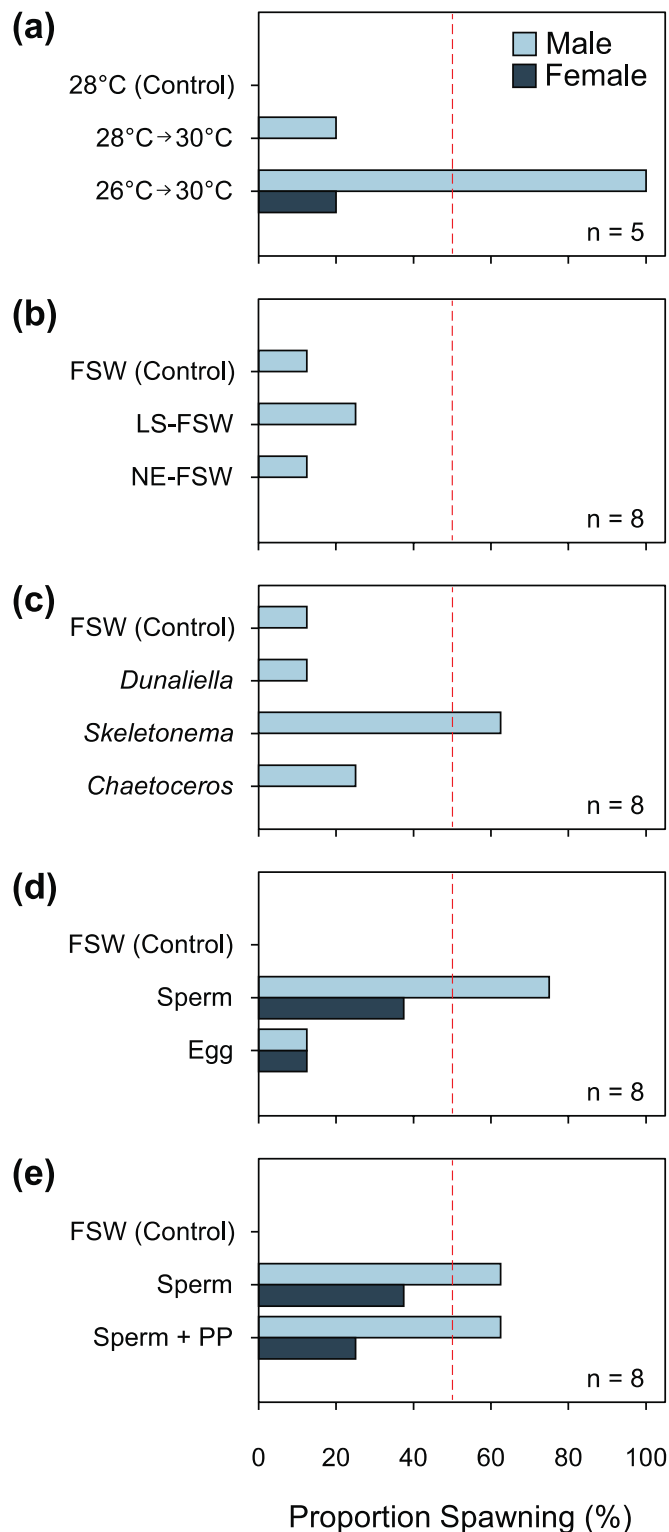 (a)
Male
Female
28°C (Control)
28°C→30°C
26°C→30°C
n = 5
(b)
FSW (Control)
LS-FSW
NE-FSW
n = 8
(c)
FSW (Control)
Dunaliella
Skeletonema
Chaetoceros
n = 8
(d)
FSW (Control)
Sperm
Egg
n = 8
(e)
FSW (Control)
Sperm
Sperm + PP
n = 8
0 20 40 60 80 100
Proportion Spawning (%)